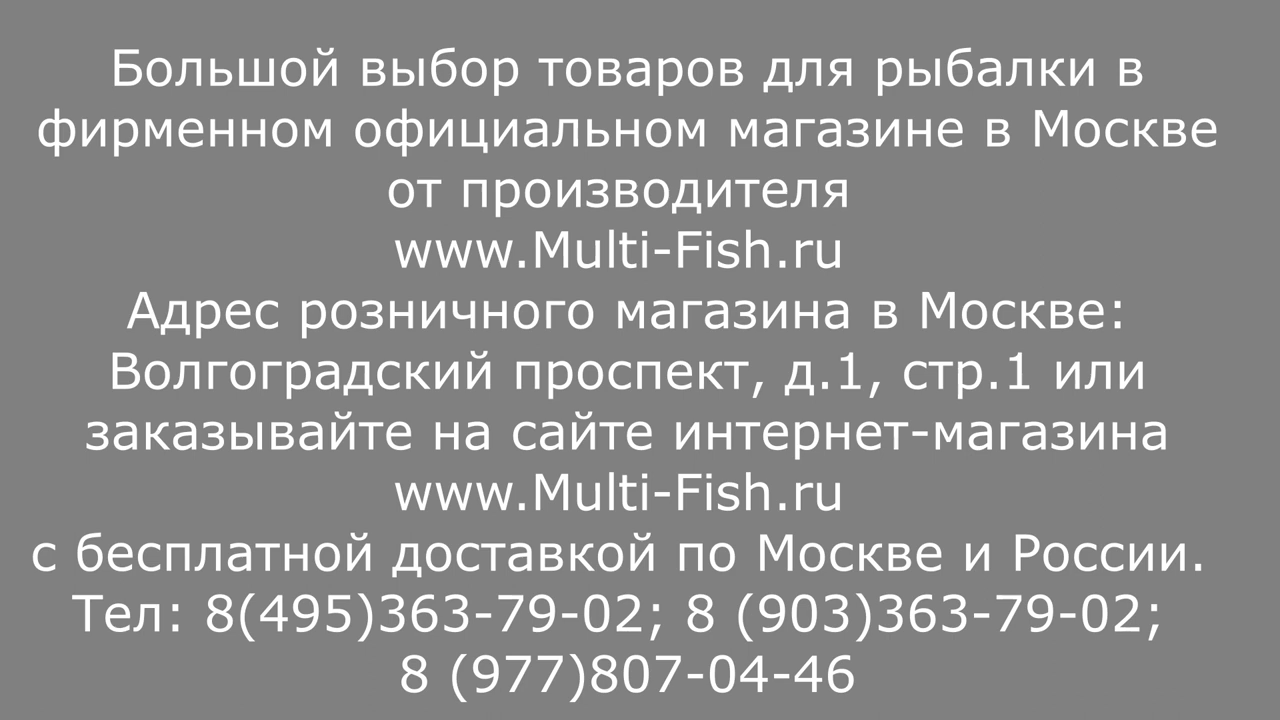 Большой выбор товаров для рыбалки в
фирменном официальном магазине в Москве
от производителя
www.Multi-Fish.ru
Адрес розничного магазина в Москве:
Волгоградский проспект, д.1, стр.1 или
заказывайте на сайте интернет-магазина
www.Multi-Fish.ru
с бесплатной доставкой по Москве и России.
Тел: 8(495)363-79-02; 8 (903)363-79-02;
8 (977)807-04-46